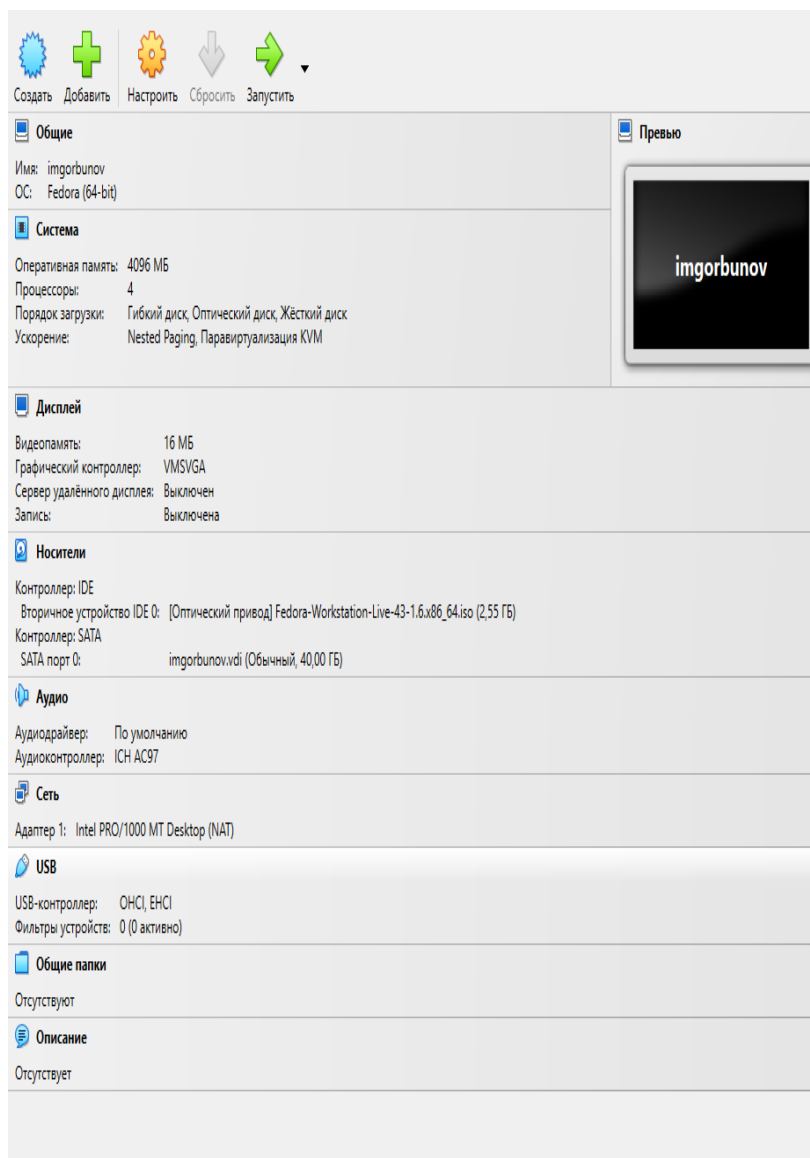 Создать Добавить Настроить Сбросить Запустить
Общие
Имя: imgorbunov
ОС: Fedora (64-bit)
Превью
imgorbunov
Система
Оперативная память: 4096 МБ
Процессоры: 4
Порядок загрузки: Гибкий диск, Оптический диск, Жёсткий диск
Ускорение: Nested Paging, Паравиртуализация KVM
Дисплей
Видеопамять: 16 МБ
Графический контроллер: VMSVGA
Сервер удалённого дисплея: Выключен
Запись: Выключена
Носители
Контроллер: IDE
Вторичное устройство IDE 0: [Оптический привод] Fedora-Workstation-Live-43-1.6.x86_64.iso (2,55 ГБ)
Контроллер: SATA
SATA порт 0: imgorbunov.vdi (Обычный, 40,00 ГБ)
Аудио
Аудиодрайвер: По умолчанию
Аудиоконтроллер: ICH AC97
Сеть
Адаптер 1: Intel PRO/1000 MT Desktop (NAT)
USB
USB-контроллер: OHCI, EHCI
Фильтры устройств: 0 (0 активно)
Общие папки
Отсутствуют
Описание
Отсутствует